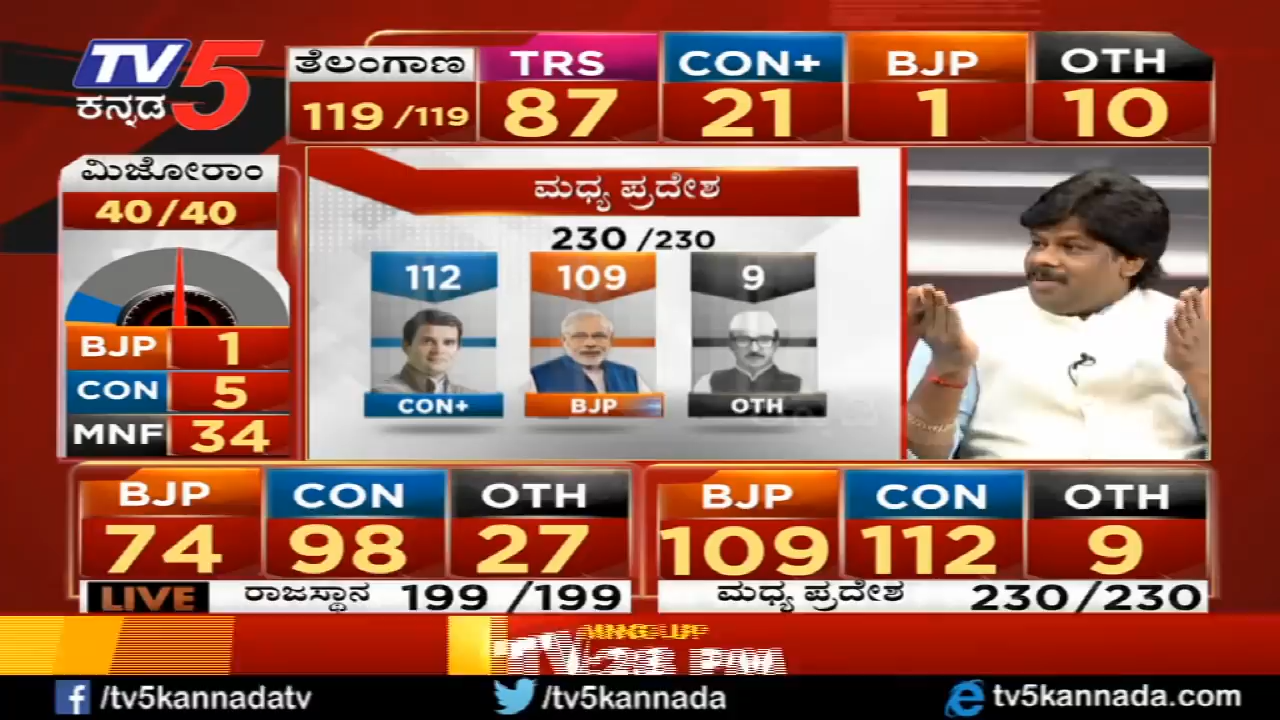 TV5
ಕನ್ನಡ
ತೆಲಂಗಾಣ TRS CON+ BJP OTH
119 /119 87 21 1 10
ಮಿಜೋರಾಂ
40/40
BJP 1
CON 5
MNF 34
ಮಧ್ಯ ಪ್ರದೇಶ
230 /230
112 109 9
CON+ BJP OTH
BJP CON OTH
74 98 27
LIVE ರಾಜಸ್ಥಾನ 199 /199
BJP CON OTH
109 112 9
ಮಧ್ಯ ಪ್ರದೇಶ 230/230
/tv5kannadatv /tv5kannada tv5kannada.com